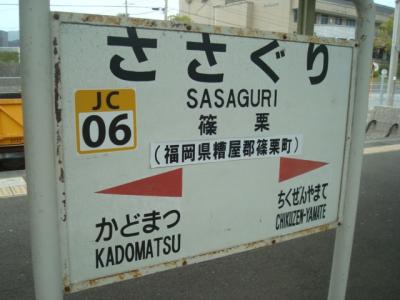 ささぐり
JC
06
SASAGURI
篠栗
(福岡県糟屋郡篠栗町)
かどまつ
KADOMATSU
ちくぜんやまて
CHIKUZEN-YAMATE